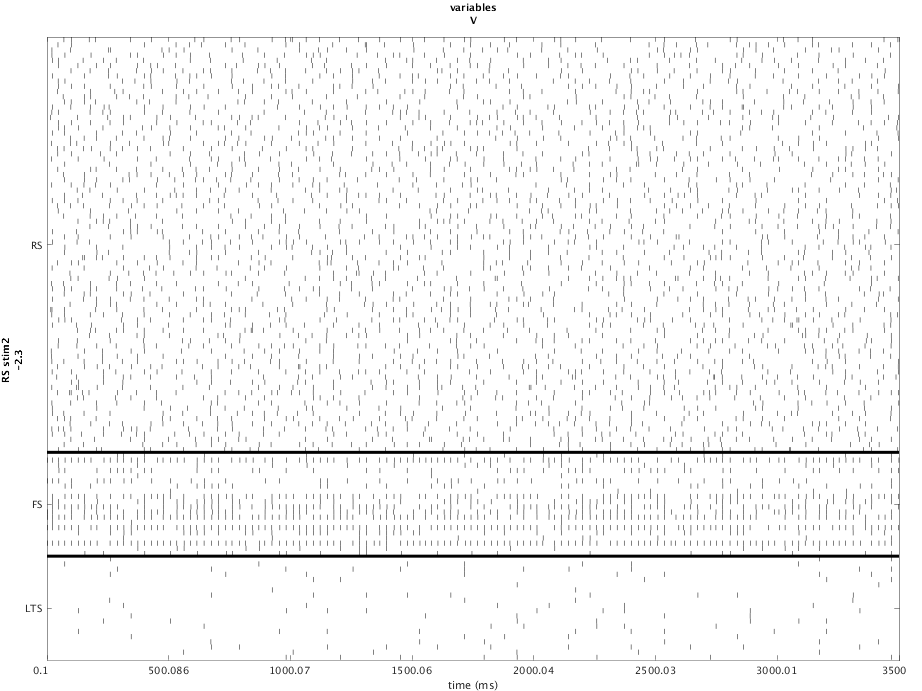 variables
V
RS
RS stim2
-2.3
FS
LTS
0.1 500.086 1000.07 1500.06 2000.04 2500.03 3000.01 3500
time (ms)